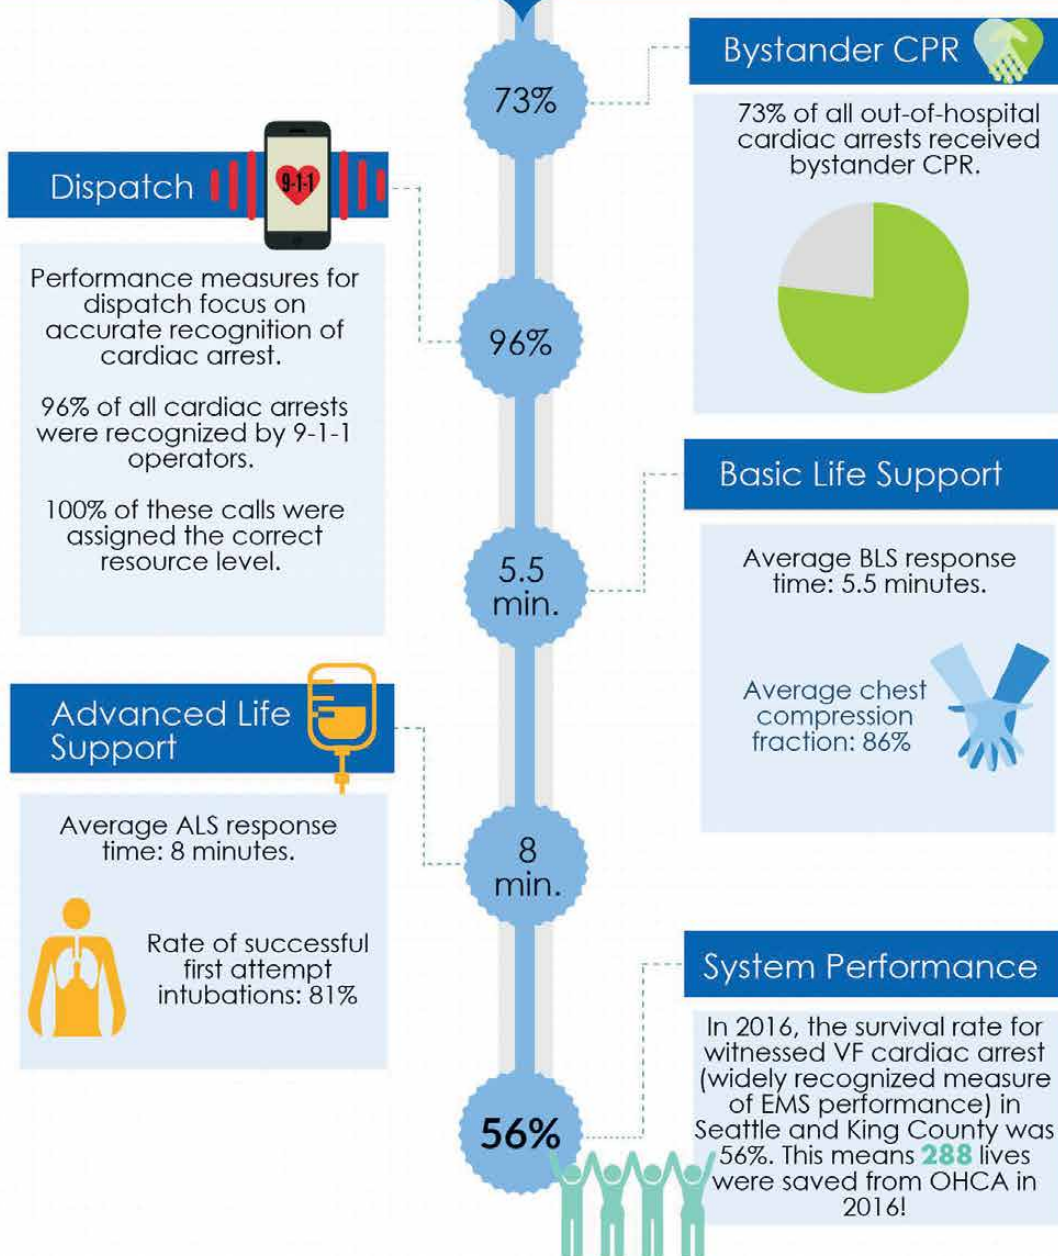 73%
Bystander CPR
73% of all out-of-hospital
cardiac arrests received
bystander CPR.
Dispatch
9-1-1
Performance measures for
dispatch focus on
accurate recognition of
cardiac arrest.
96% of all cardiac arrests
were recognized by 9-1-1
operators.
100% of these calls were
assigned the correct
resource level.
96%
Basic Life Support
Average BLS response
time: 5.5 minutes.
Average chest
compression
fraction: 86%
5.5
min.
Advanced Life
Support
Average ALS response
time: 8 minutes.
Rate of successful
first attempt
intubations: 81%
8
min.
System Performance
In 2016, the survival rate for
witnessed VF cardiac arrest
(widely recognized measure
of EMS performance) in
Seattle and King County was
56%. This means 288 lives
were saved from OHCA in
2016!
56%